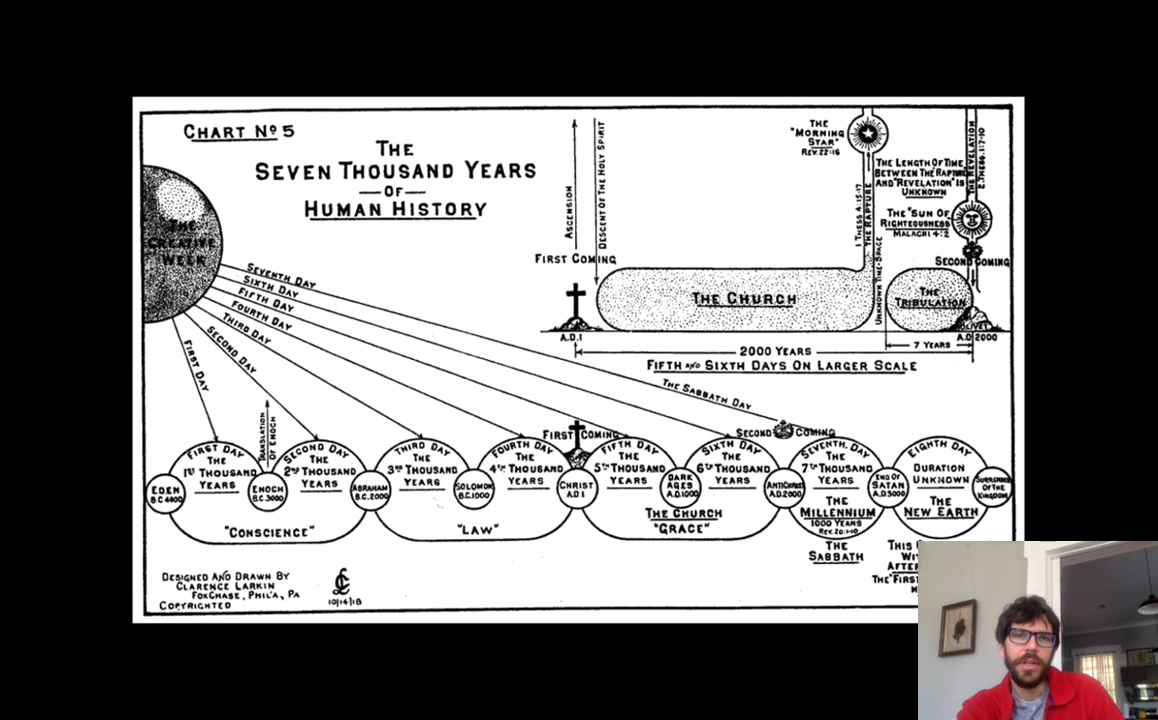 CHART Nº 5
THE
SEVEN THOUSAND YEARS
OF
HUMAN HISTORY
THE
CREATIVE
WEEK
ASCENSION
DESCENT OF THE HOLY SPIRIT
FIRST COMING
THE
"MORNING
STAR"
REV. 22:16
1 THESS 4:15-17
THE RAPTURE
THE LENGTH OF TIME
BETWEEN THE RAPTURE
AND "REVELATION" IS
UNKNOWN
THE REVELATION
2 THESS. 1:7-10
THE "SUN OF
RIGHTEOUSNESS
MALACHI 4:2
SECOND COMING
THE CHURCH
UNKNOWN TIME-SPACE
THE
TRIBULATION
OLIVET
A.D.1
A.D. 2000
7 YEARS
2000 YEARS
FIFTH AND SIXTH DAYS ON LARGER SCALE
SEVENTH DAY
SIXTH DAY
FIFTH DAY
FOURTH DAY
THIRD DAY
SECOND DAY
FIRST DAY
THE SABBATH DAY
TRANSLATION
OF ENOCH
FIRST COMING
SECOND COMING
EDEN
B.C 4000
FIRST DAY
THE
1ST THOUSAND
YEARS
ENOCH
B.C. 3000
SECOND DAY
THE
2ND THOUSAND
YEARS
"CONSCIENCE"
ABRAHAM
B.C. 2000
THIRD DAY
THE
3RD THOUSAND
YEARS
SOLOMON
B.C. 1000
FOURTH DAY
THE
4TH THOUSAND
YEARS
"LAW"
CHRIST
A.D.1
FIFTH DAY
THE
5TH THOUSAND
YEARS
DARK
AGES
A.D.1000
SIXTH DAY
THE
6TH THOUSAND
YEARS
THE CHURCH
"GRACE"
ANTICHRIST
A.D. 2000
SEVENTH DAY
THE
7TH THOUSAND
YEARS
THE
MILLENNIUM
1000 YEARS
REV. 20:1-10
THE
SABBATH
END OF
SATAN
A.D. 3000
EIGHTH DAY
DURATION
UNKNOWN
THE
NEW EARTH
SURRENDER
OF THE
KINGDOM
THIS
AFTER
THE "FIRST
DESIGNED AND DRAWN BY
CLARENCE LARKIN
FOXCHASE, PHIL'A, PA
COPYRIGHTED
10/14/18